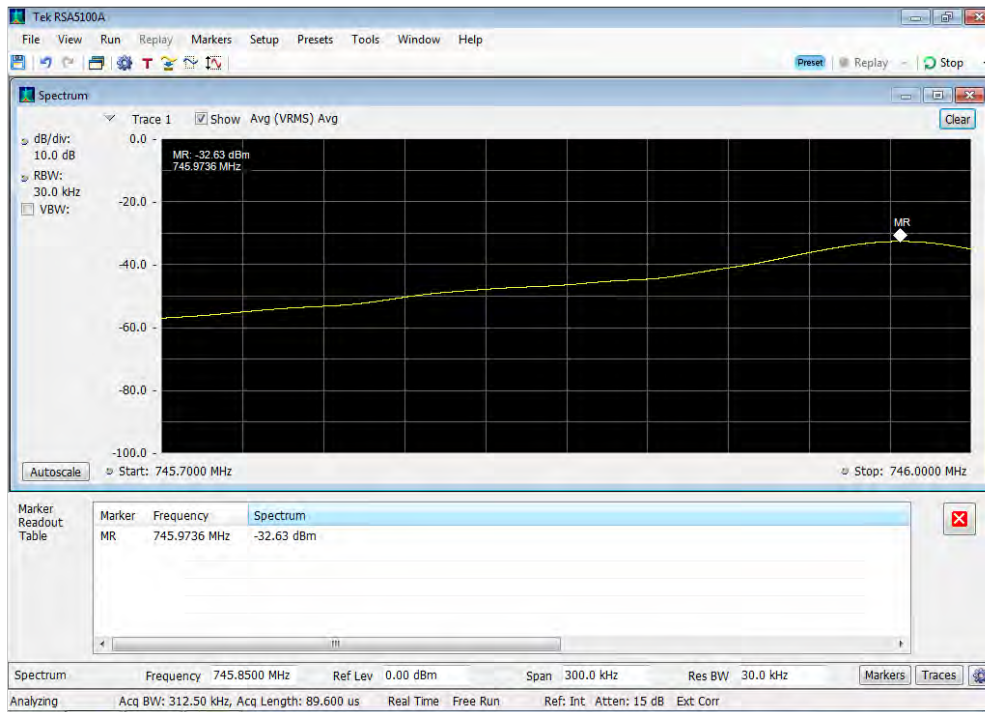 Tek RSA5100A
File View Run Replay Markers Setup Presets Tools Window Help
T
Preset Replay Stop
Spectrum
Trace 1 Show Avg (VRMS) Avg Clear
dB/div:
10.0 dB
RBW:
30.0 kHz
VBW:
0.0
-20.0
-40.0
-60.0
-80.0
-100.0
MR: -32.63 dBm
745.9736 MHz
MR
Autoscale Start: 745.7000 MHz Stop: 746.0000 MHz
Marker
Readout
Table
Marker Frequency Spectrum
MR 745.9736 MHz -32.63 dBm
Spectrum Frequency 745.8500 MHz Ref Lev 0.00 dBm Span 300.0 kHz Res BW 30.0 kHz Markers Traces
Analyzing Acq BW: 312.50 kHz, Acq Length: 89.600 us Real Time Free Run Ref: Int Atten: 15 dB Ext Corr